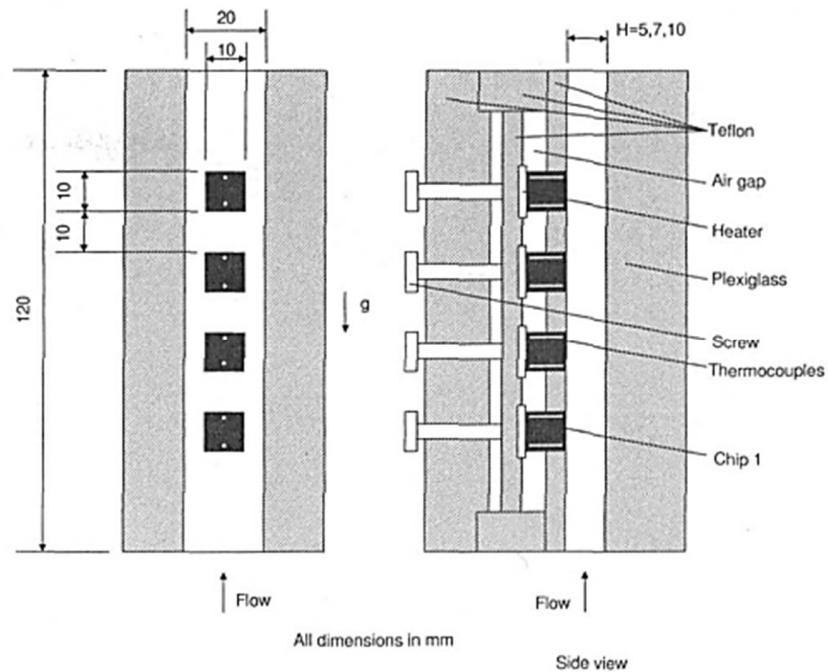 20
10
H=5,7,10
Teflon
Air gap
10
Heater
10
g
Plexiglass
120
Screw
Thermocouples
Chip 1
Flow
Flow
All dimensions in mm
Side view